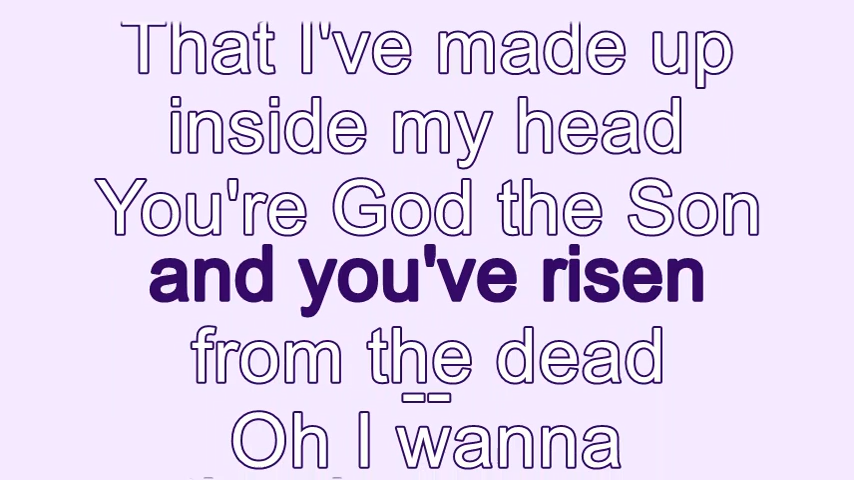 That I've made up
inside my head
You're God the Son
and you've risen
from the dead
--
Oh I wanna